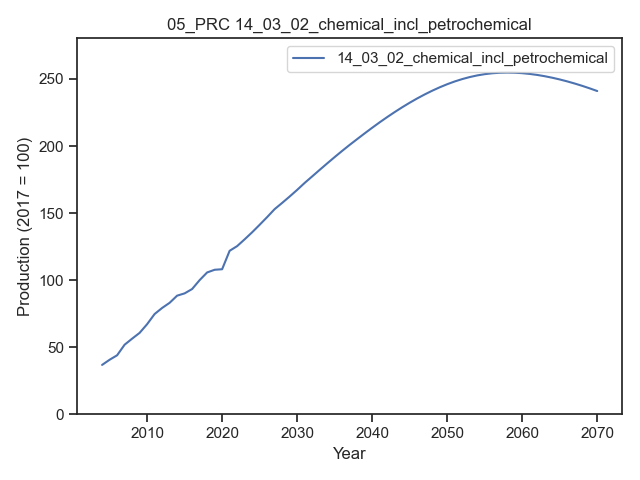 05_PRC 14_03_02_chemical_incl_petrochemical
14_03_02_chemical_incl_petrochemical
Production (2017 = 100)
250
200
150
100
50
0
2010 2020 2030 2040 2050 2060 2070
Year